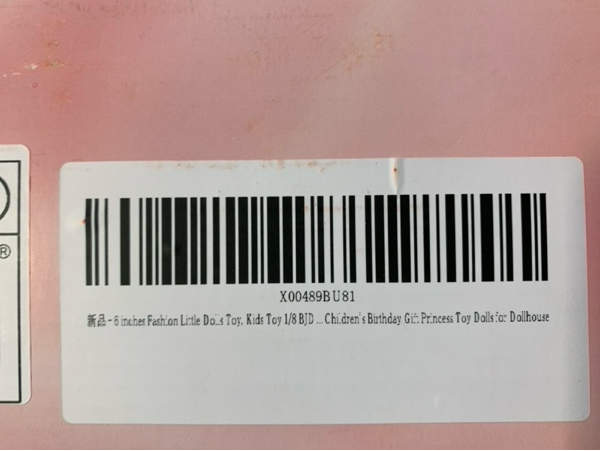 ®
X00489BU81
新品 - 6 inches Fashion Little Dolls Toy, Kids Toy 1/8 BJD ... Children's Birthday Gift Princess Toy Dolls for Dollhouse